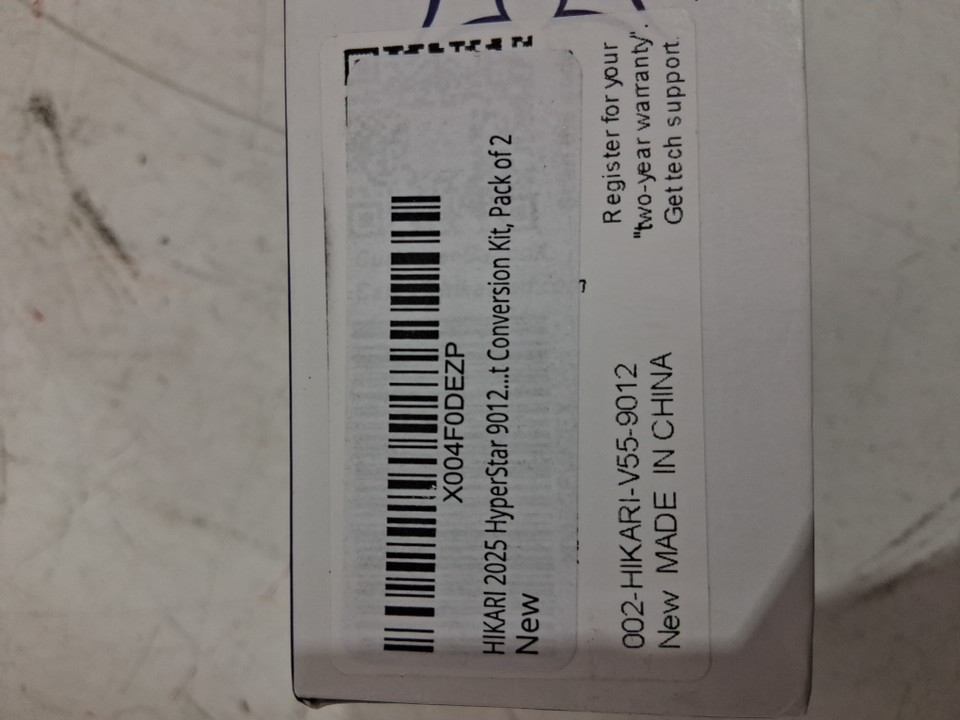 X004F0DEZP
HIKARI 2025 HyperStar 9012...t Conversion Kit, Pack of 2
New
002-HIKARI-V55-9012
New MADE IN CHINA
Register for your
"two-year warranty".
Get tech support.